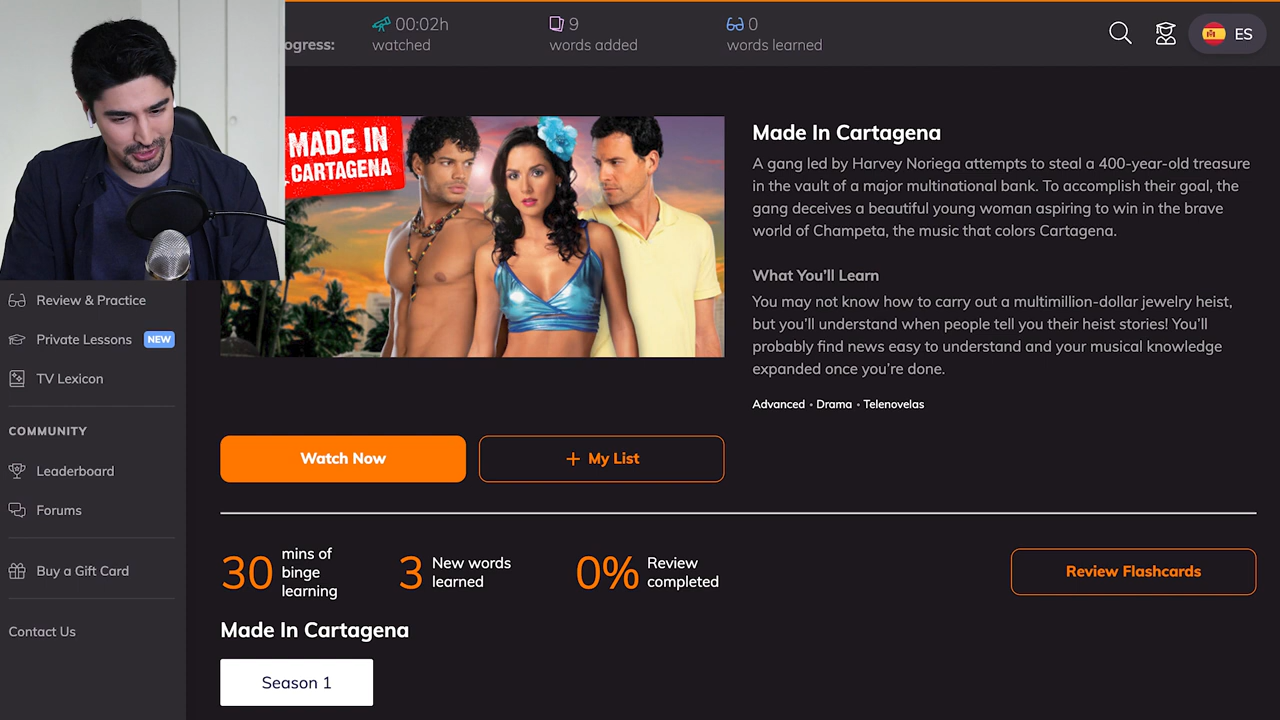 00:02h
9
0
ogress:
watched
words added
words learned
ES
MADE IN
CARTAGENA
Made In Cartagena
A gang led by Harvey Noriega attempts to steal a 400-year-old treasure
in the vault of a major multinational bank. To accomplish their goal, the
gang deceives a beautiful young woman aspiring to win in the brave
world of Champeta, the music that colors Cartagena.
What You'll Learn
You may not know how to carry out a multimillion-dollar jewelry heist,
but you'll understand when people tell you their heist stories! You'll
probably find news easy to understand and your musical knowledge
expanded once you're done.
Advanced • Drama • Telenovelas
Review & Practice
Private Lessons NEW
TV Lexicon
COMMUNITY
Leaderboard
Forums
Buy a Gift Card
Contact Us
Watch Now
+ My List
30
mins of
binge
learning
3
New words
learned
0%
Review
completed
Review Flashcards
Made In Cartagena
Season 1